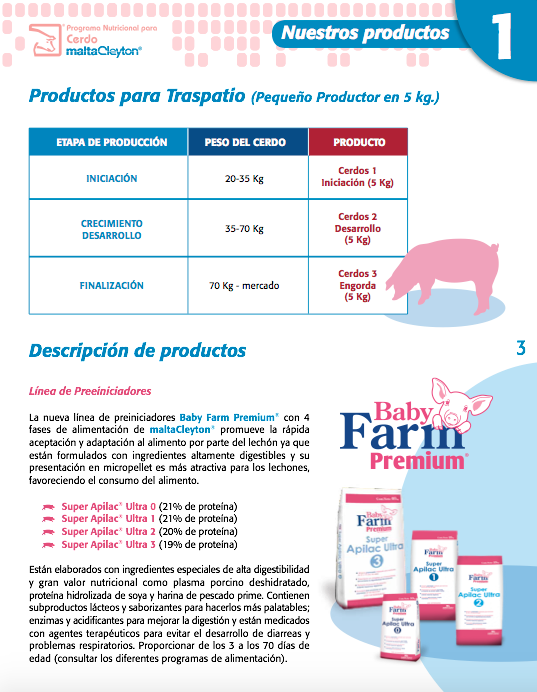 Programa Nutricional para
Cerdo
maltaCleyton®
Nuestros productos
1
Productos para Traspatio (Pequeño Productor en 5 kg.)
ETAPA DE PRODUCCIÓN PESO DEL CERDO PRODUCTO
INICIACIÓN 20-35 Kg Cerdos 1
Iniciación (5 Kg)
CRECIMIENTO
DESARROLLO 35-70 Kg Cerdos 2
Desarrollo
(5 Kg)
FINALIZACIÓN 70 Kg - mercado Cerdos 3
Engorda
(5 Kg)
Descripción de productos
3
Línea de Preeiniciadores
La nueva línea de preiniciadores Baby Farm Premium® con 4
fases de alimentación de maltaCleyton® promueve la rápida
aceptación y adaptación al alimento por parte del lechón ya que
están formulados con ingredientes altamente digestibles y su
presentación en micropellet es más atractiva para los lechones,
favoreciendo el consumo del alimento.
Super Apilac® Ultra 0 (21% de proteína)
Super Apilac® Ultra 1 (21% de proteína)
Super Apilac® Ultra 2 (20% de proteína)
Super Apilac® Ultra 3 (19% de proteína)
Están elaborados con ingredientes especiales de alta digestibilidad
y gran valor nutricional como plasma porcino deshidratado,
proteína hidrolizada de soya y harina de pescado prime. Contienen
subproductos lácteos y saborizantes para hacerlos más palatables;
enzimas y acidificantes para mejorar la digestión y están medicados
con agentes terapéuticos para evitar el desarrollo de diarreas y
problemas respiratorios. Proporcionar de los 3 a los 70 días de
edad (consultar los diferentes programas de alimentación).
Baby
Farm
Premium®
Baby
Farm
Premium
Super
Apilac Ultra
3
Farm
Super
Apilac Ultra
1
Farm
Super
Apilac Ultra
2
Baby
Farm
Super
Apilac Ultra
0